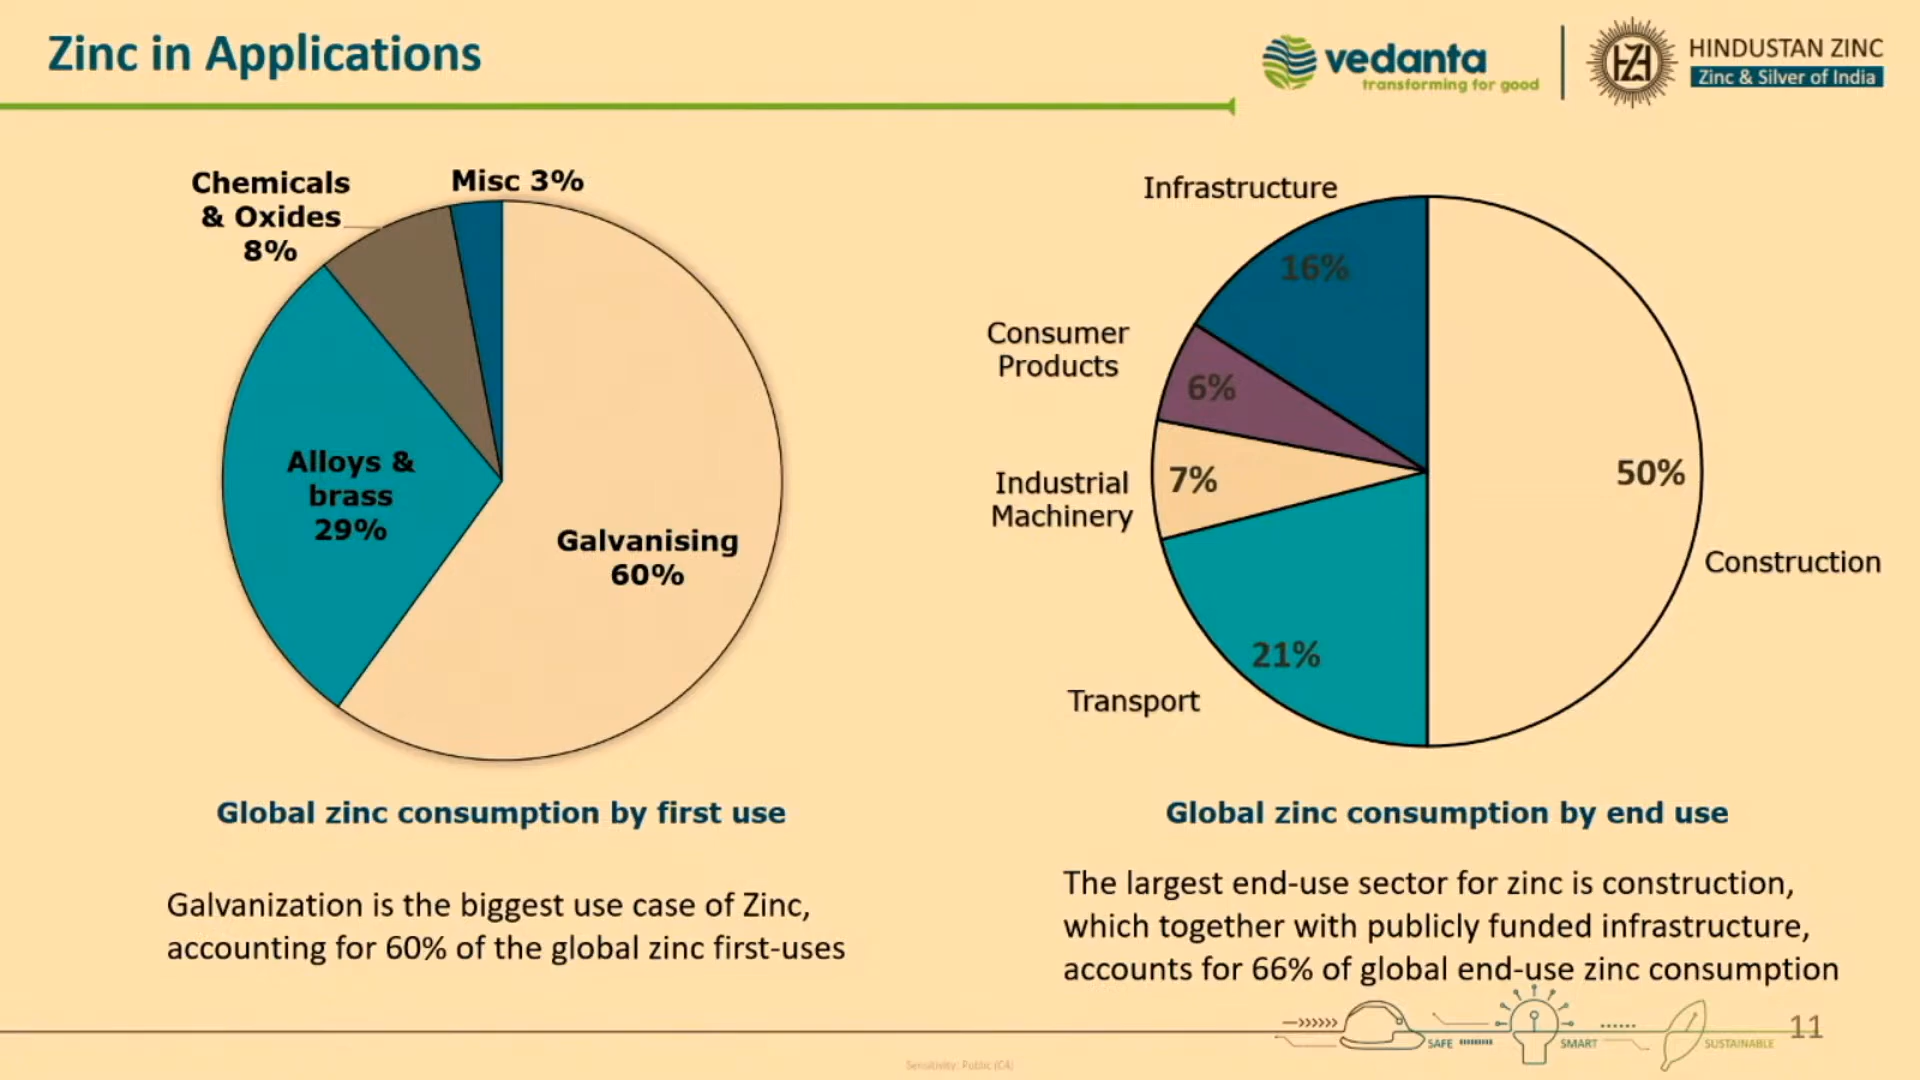 Zinc in Applications
vedanta
transforming for good
HZL
HINDUSTAN ZINC
Zinc & Silver of India
Chemicals
& Oxides
8%
Misc 3%
Alloys &
brass
29%
Galvanising
60%
Global zinc consumption by first use
Galvanization is the biggest use case of Zinc,
accounting for 60% of the global zinc first-uses
Infrastructure
16%
Consumer
Products
6%
Industrial
Machinery
7%
50%
Construction
21%
Transport
Global zinc consumption by end use
The largest end-use sector for zinc is construction,
which together with publicly funded infrastructure,
accounts for 66% of global end-use zinc consumption
SAFE
SMART
SUSTAINABLE
11
Sensitivity: Public (C4)